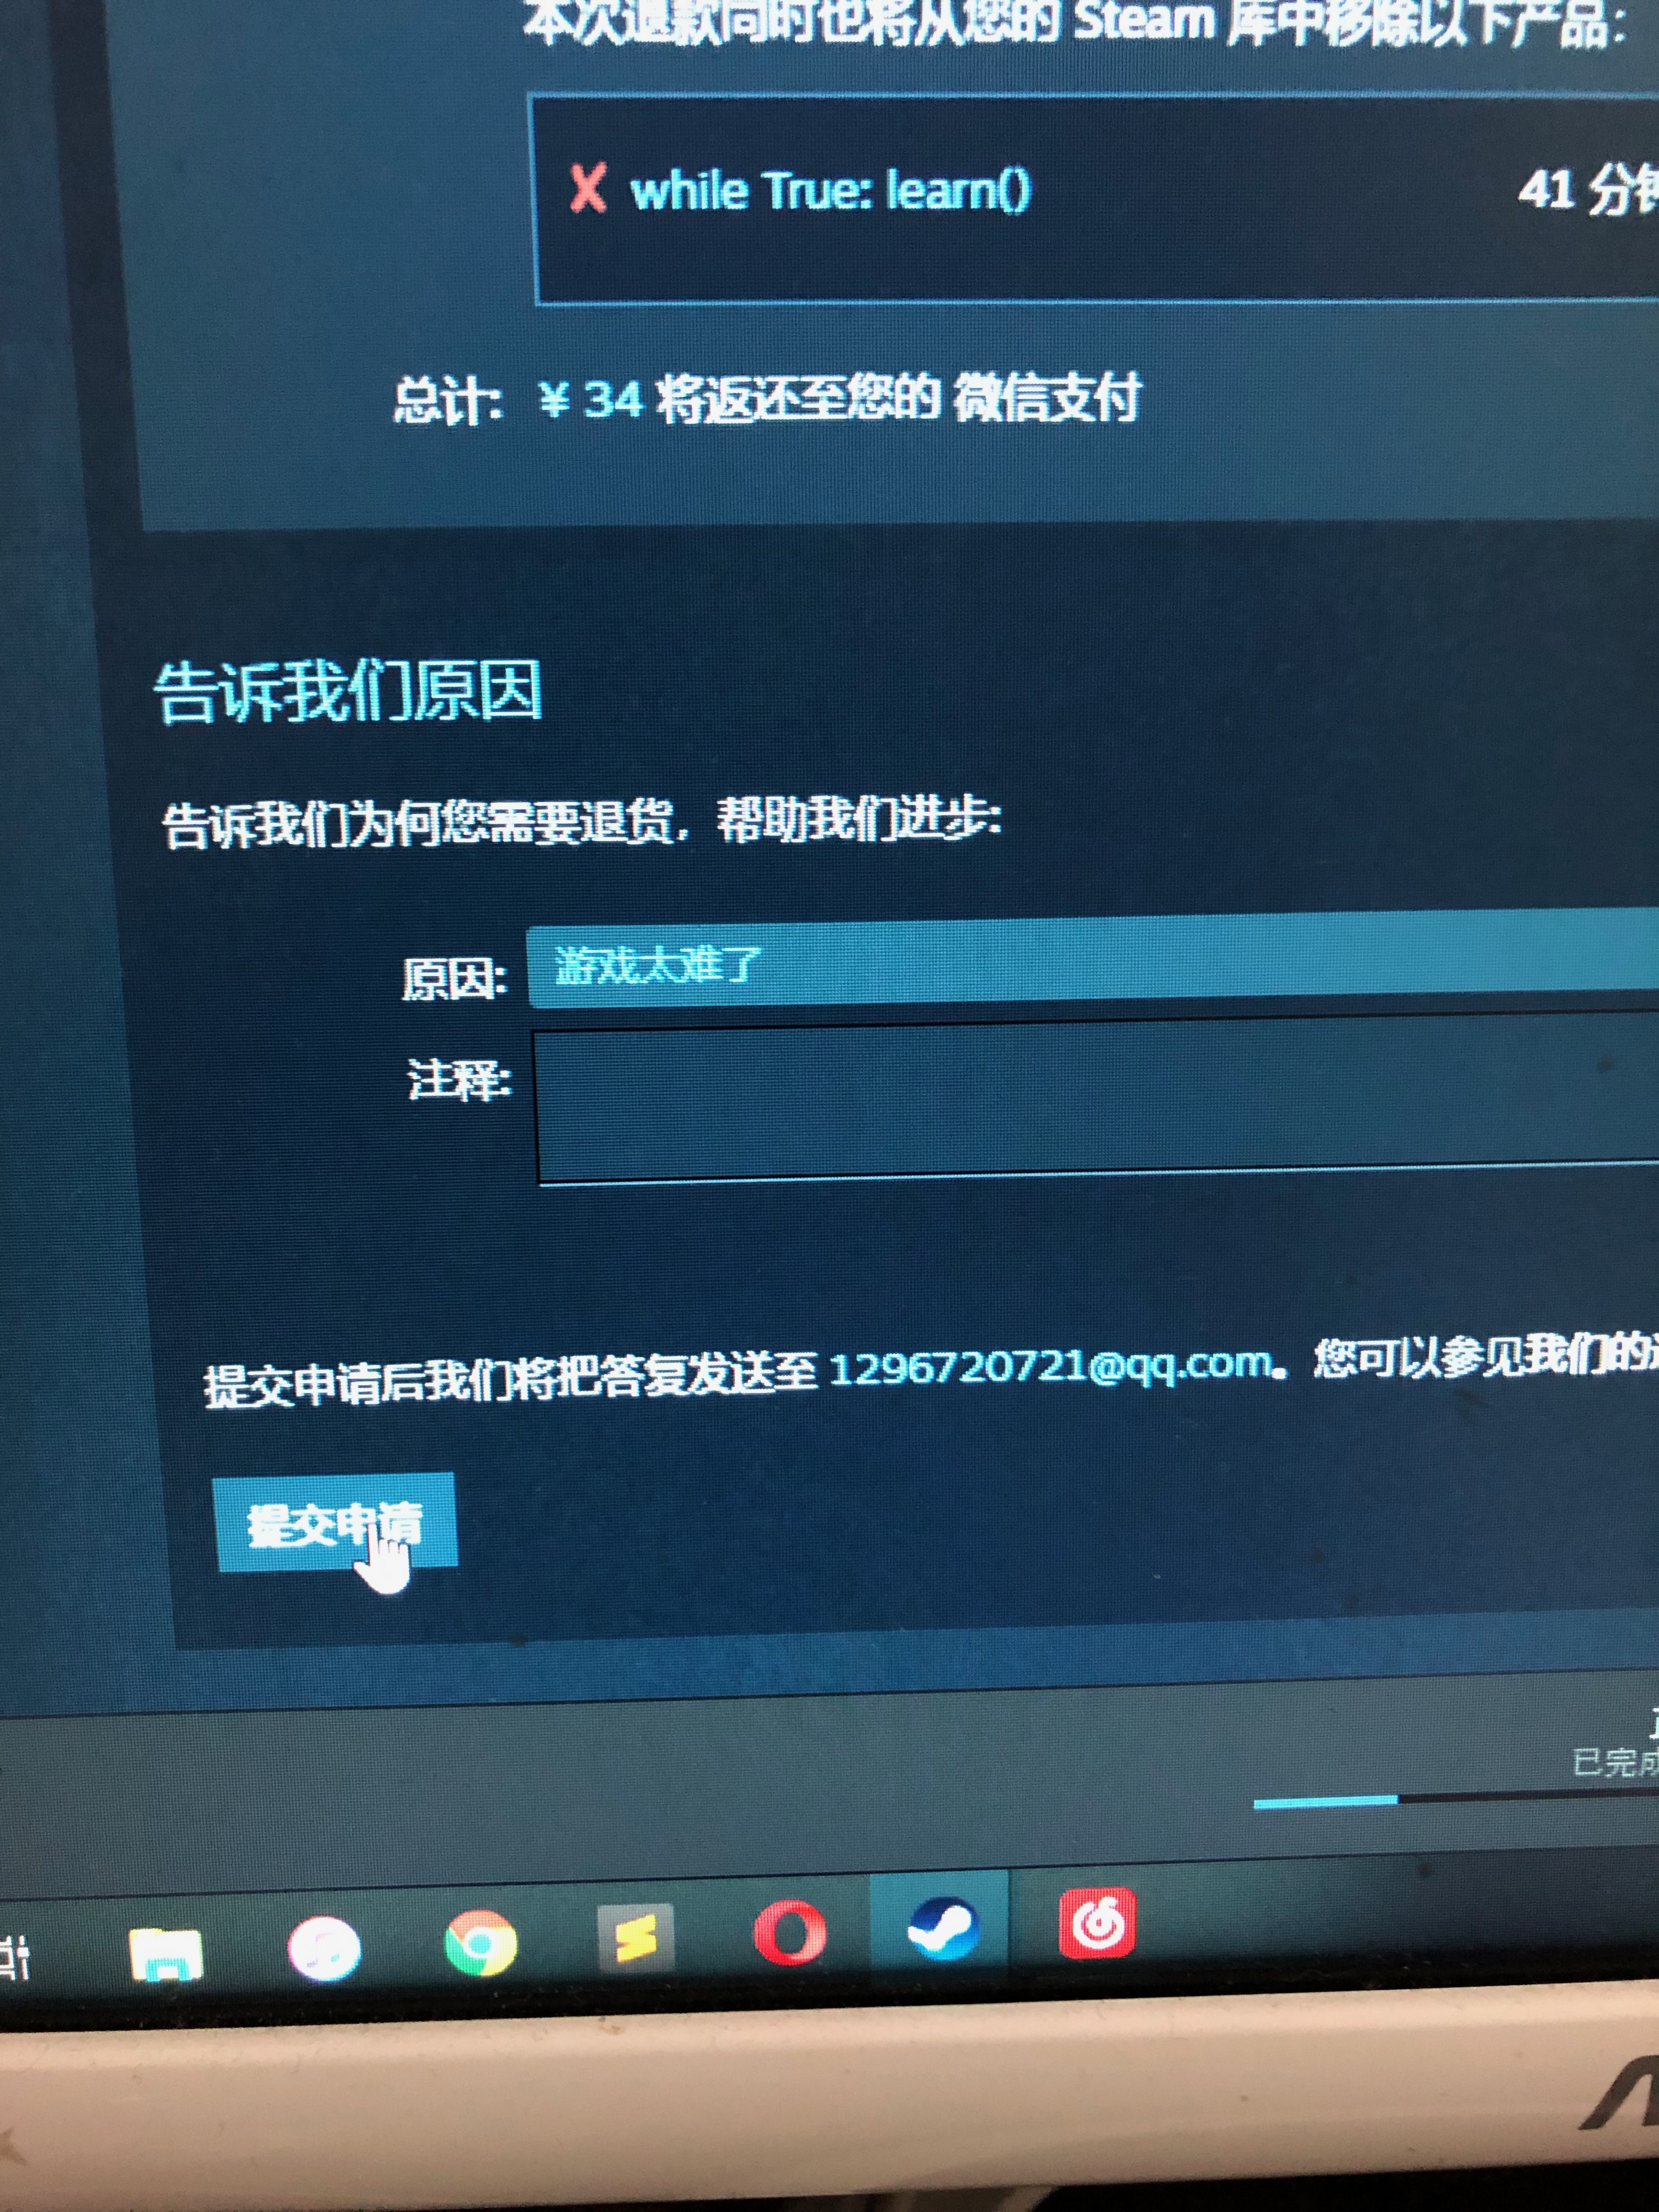 本次退款同时也将从您的 Steam 库中移除以下产品：
X while True: learn() 41 分钟
总计: ¥ 34 将返还至您的 微信支付
告诉我们原因
告诉我们为何您需要退货，帮助我们进步:
原因: 游戏太难了
注释:
提交申请后我们将把答复发送至 1296720721@qq.com。您可以参见我们的
提交申请
已完成